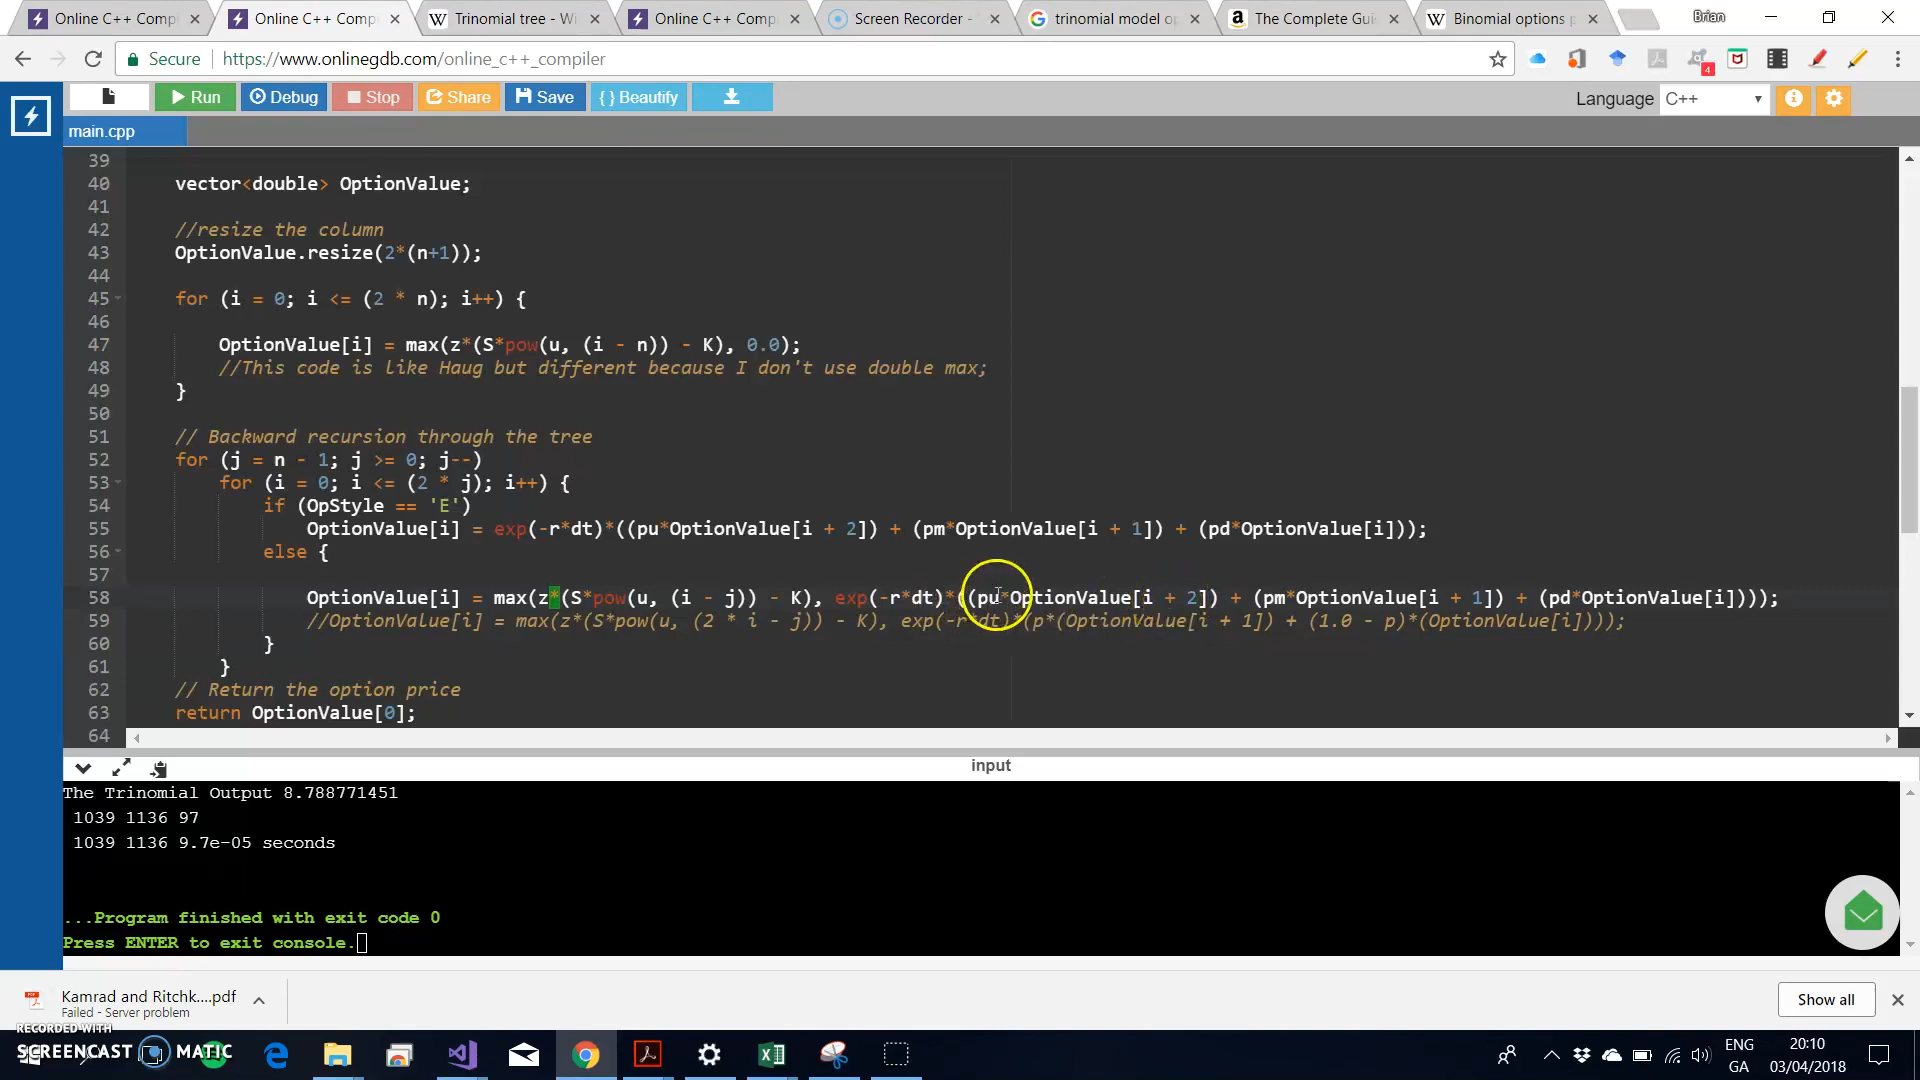 Online C++ Comp
Online C++ Comp
Trinomial tree - Wi
Online C++ Comp
Screen Recorder -
trinomial model op
The Complete Gui
Binomial options p
Brian
Secure
https://www.onlinegdb.com/online_c++_compiler
4
Run
Debug
Stop
Share
Save
{ } Beautify
Language
C++
main.cpp
39
40 vector<double> OptionValue;
41
42 //resize the column
43 OptionValue.resize(2*(n+1));
44
45 for (i = 0; i <= (2 * n); i++) {
46
47 OptionValue[i] = max(z*(S*pow(u, (i - n)) - K), 0.0);
48 //This code is like Haug but different because I don't use double max;
49 }
50
51 // Backward recursion through the tree
52 for (j = n - 1; j >= 0; j--)
53 for (i = 0; i <= (2 * j); i++) {
54 if (OpStyle == 'E')
55 OptionValue[i] = exp(-r*dt)*((pu*OptionValue[i + 2]) + (pm*OptionValue[i + 1]) + (pd*OptionValue[i]));
56 else {
57
58 OptionValue[i] = max(z*(S*pow(u, (i - j)) - K), exp(-r*dt)*((pu*OptionValue[i + 2]) + (pm*OptionValue[i + 1]) + (pd*OptionValue[i])));
59 //OptionValue[i] = max(z*(S*pow(u, (2 * i - j)) - K), exp(-r*dt)*(p*(OptionValue[i + 1]) + (1.0 - p)*(OptionValue[i])));
60 }
61 }
62 // Return the option price
63 return OptionValue[0];
64
input
The Trinomial Output 8.788771451
1039 1136 97
1039 1136 9.7e-05 seconds
...Program finished with exit code 0
Press ENTER to exit console.
Kamrad and Ritchk....pdf
Failed - Server problem
Show all
RECORDED WITH
SCREENCAST MATIC
ENG
GA
20:10
03/04/2018